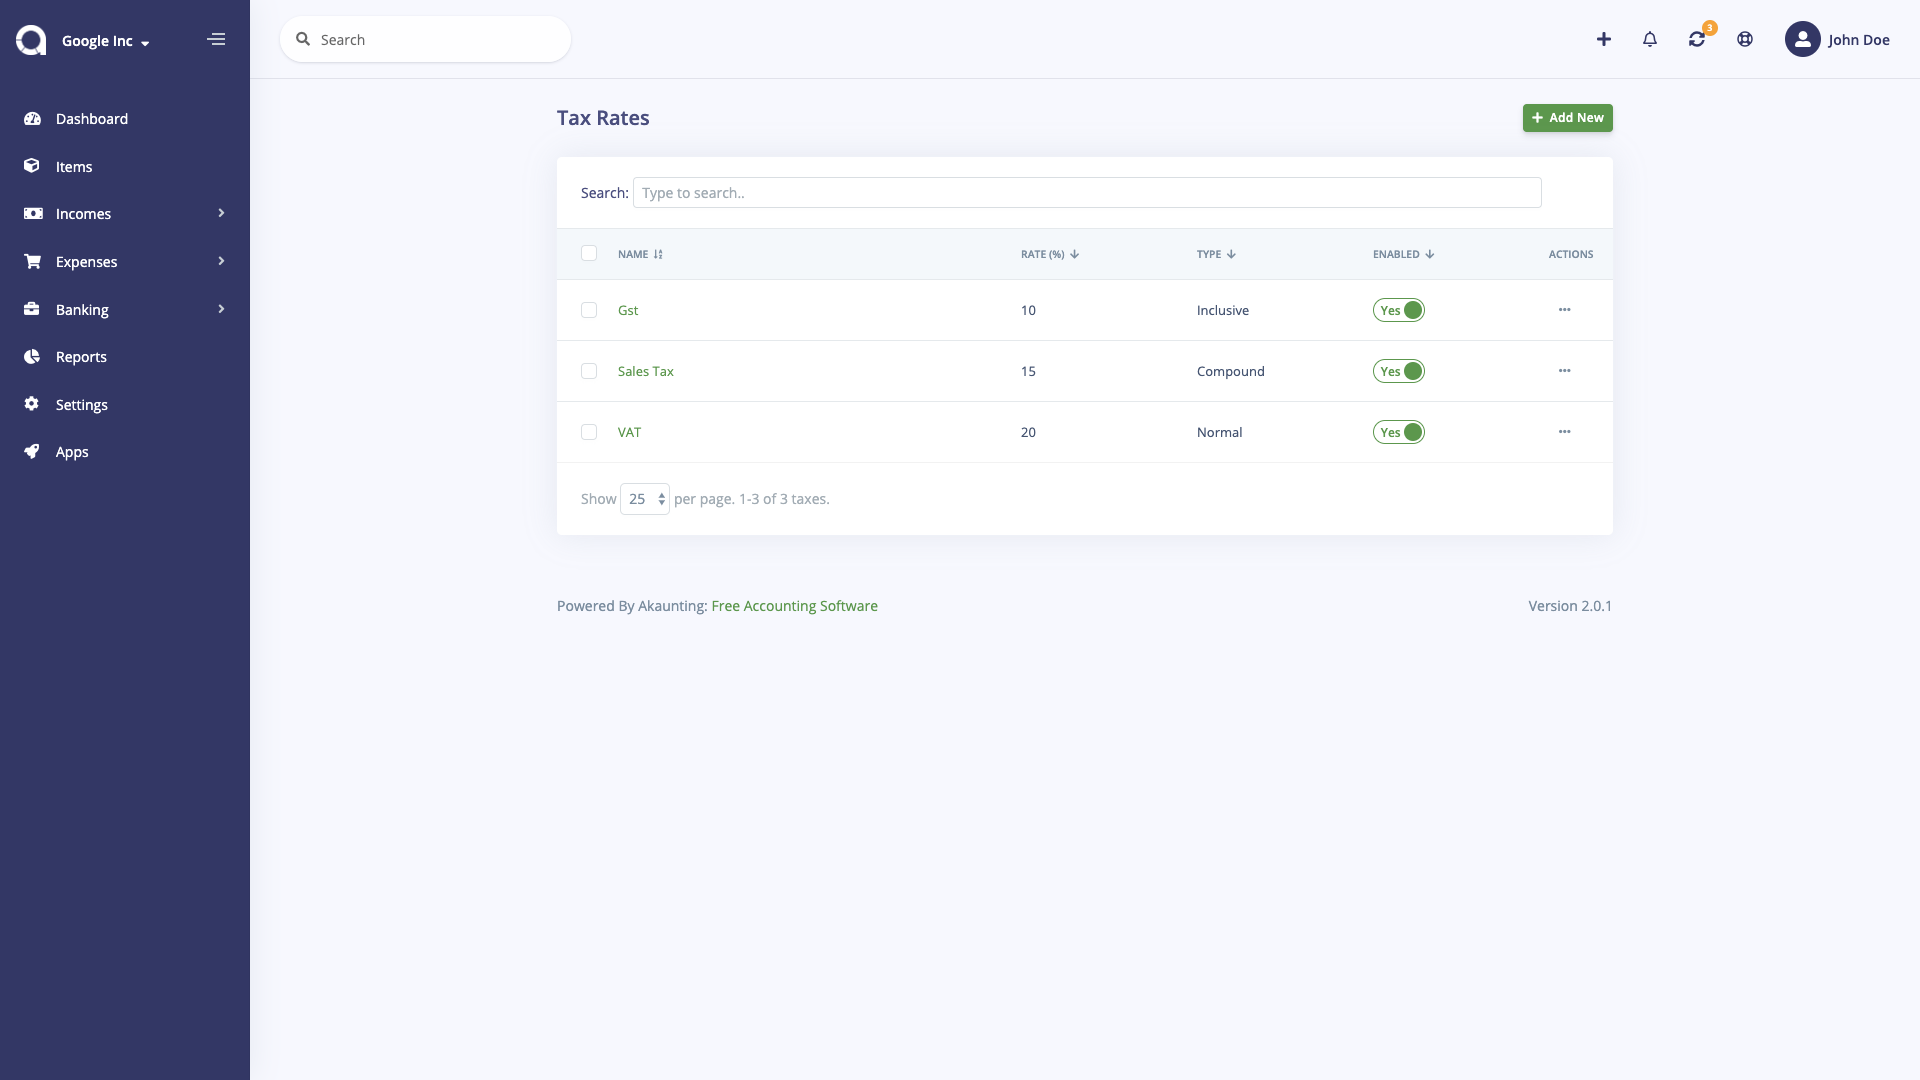 Google Inc
Search
3
John Doe
Dashboard
Items
Incomes
Expenses
Banking
Reports
Settings
Apps
Tax Rates
Add New
Search: Type to search..
NAME RATE (%) TYPE ENABLED ACTIONS
Gst 10 Inclusive Yes
Sales Tax 15 Compound Yes
VAT 20 Normal Yes
Show 25 per page. 1-3 of 3 taxes.
Powered By Akaunting: Free Accounting Software
Version 2.0.1